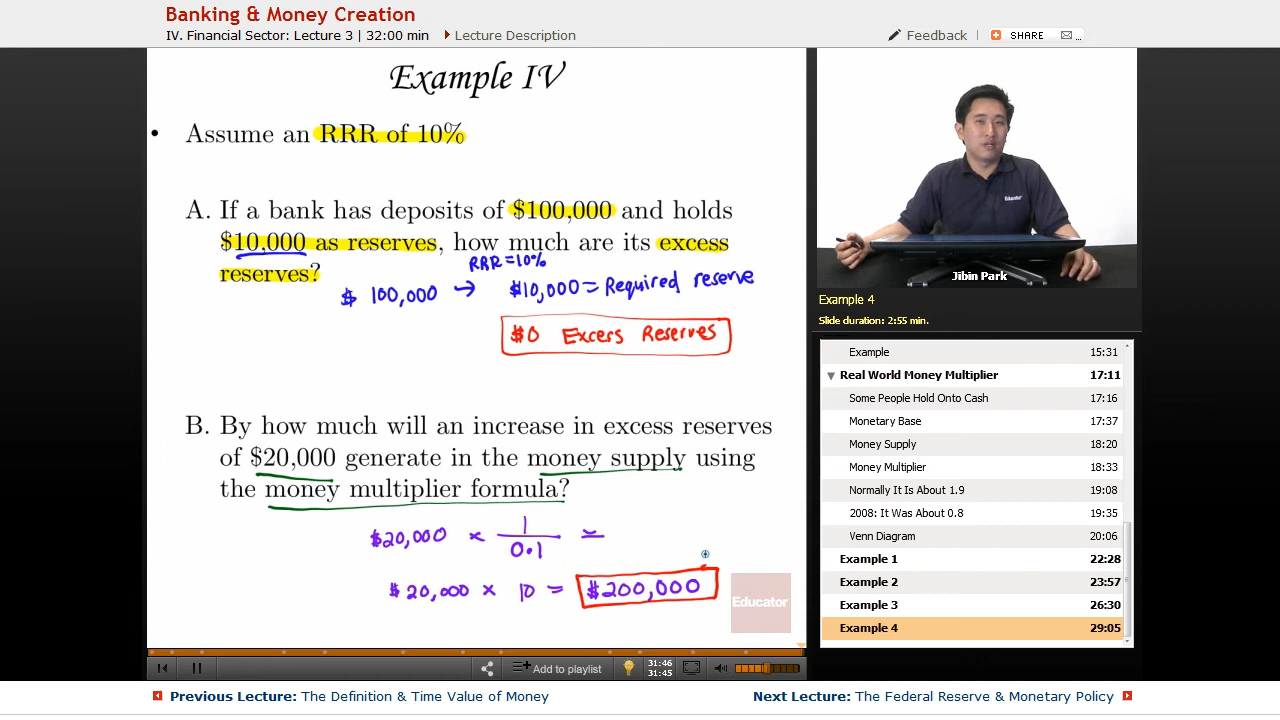 Banking & Money Creation
IV. Financial Sector: Lecture 3 | 32:00 min
Lecture Description
Feedback
SHARE
Example IV
• Assume an RRR of 10%
A. If a bank has deposits of $100,000 and holds
$10,000 as reserves, how much are its excess
reserves?
RRR = 10%
$ 100,000 → $10,000 = Required reserve
$0 Excess Reserves
B. By how much will an increase in excess reserves
of $20,000 generate in the money supply using
the money multiplier formula?
$20,000 × 1/0.1 =
$20,000 × 10 = $200,000
Educator
Educator
Jibin Park
Example 4
Slide duration: 2:55 min.
Example 15:31
Real World Money Multiplier 17:11
Some People Hold Onto Cash 17:16
Monetary Base 17:37
Money Supply 18:20
Money Multiplier 18:33
Normally It Is About 1.9 19:08
2008: It Was About 0.8 19:35
Venn Diagram 20:06
Example 1 22:28
Example 2 23:57
Example 3 26:30
Example 4 29:05
Add to playlist
31:46
31:45
Previous Lecture: The Definition & Time Value of Money
Next Lecture: The Federal Reserve & Monetary Policy